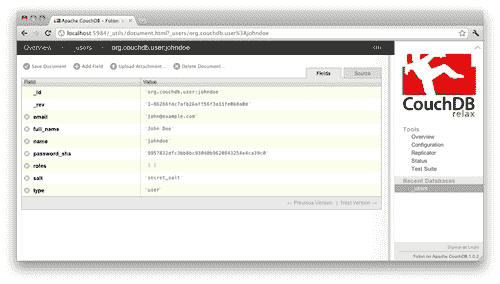 Apache CouchDB - Futon
localhost:5984/_utils/document.html?_users/org.couchdb.user%3Ajohndoe
Overview _users org.couchdb.user:johndoe
Save Document Add Field Upload Attachment... Delete Document...
Fields Source
Field Value
_id "org.couchdb.user:johndoe"
_rev
email "john@example.com"
full_name "John Doe"
name "johndoe"
password_sha
roles [ ]
salt "secret_salt"
type "user"
← Previous Version | Next Version →
CouchDB
relax
Tools
Overview
Configuration
Replicator
Status
Test Suite
Recent Databases
_users
Signup or Login
Futon on Apache CouchDB 1.0.2